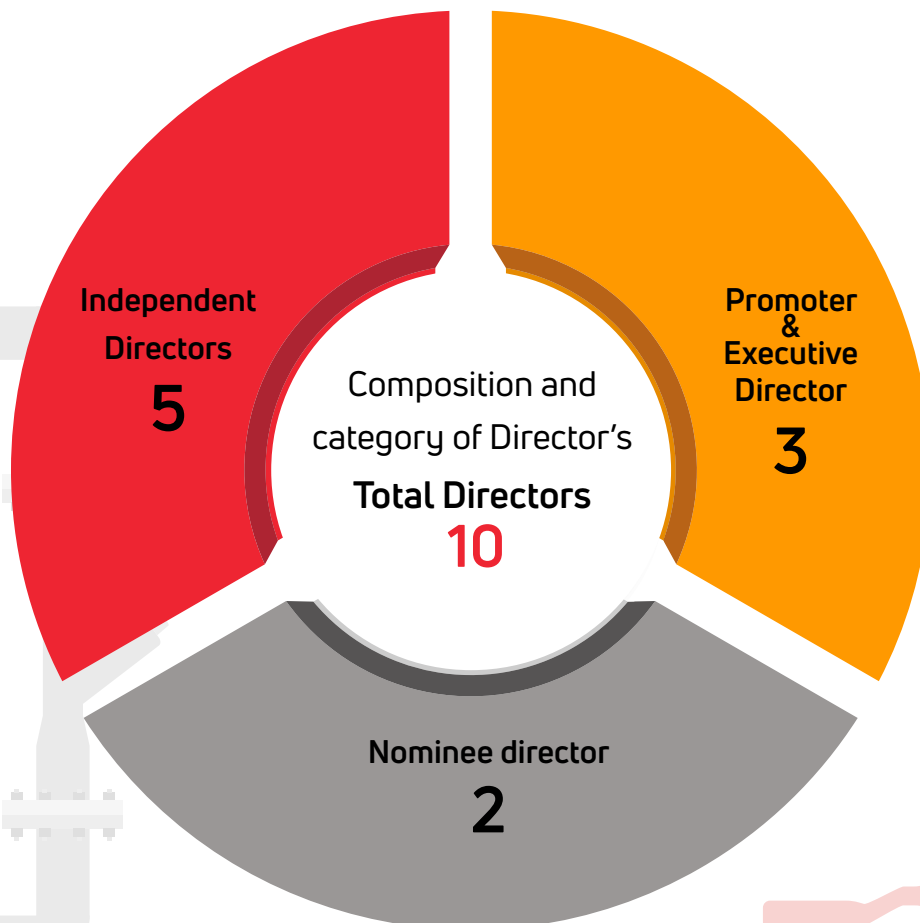 Independent
Directors
5
Promoter
&
Executive
Director
3
Composition and
category of Director’s
Total Directors
10
Nominee director
2